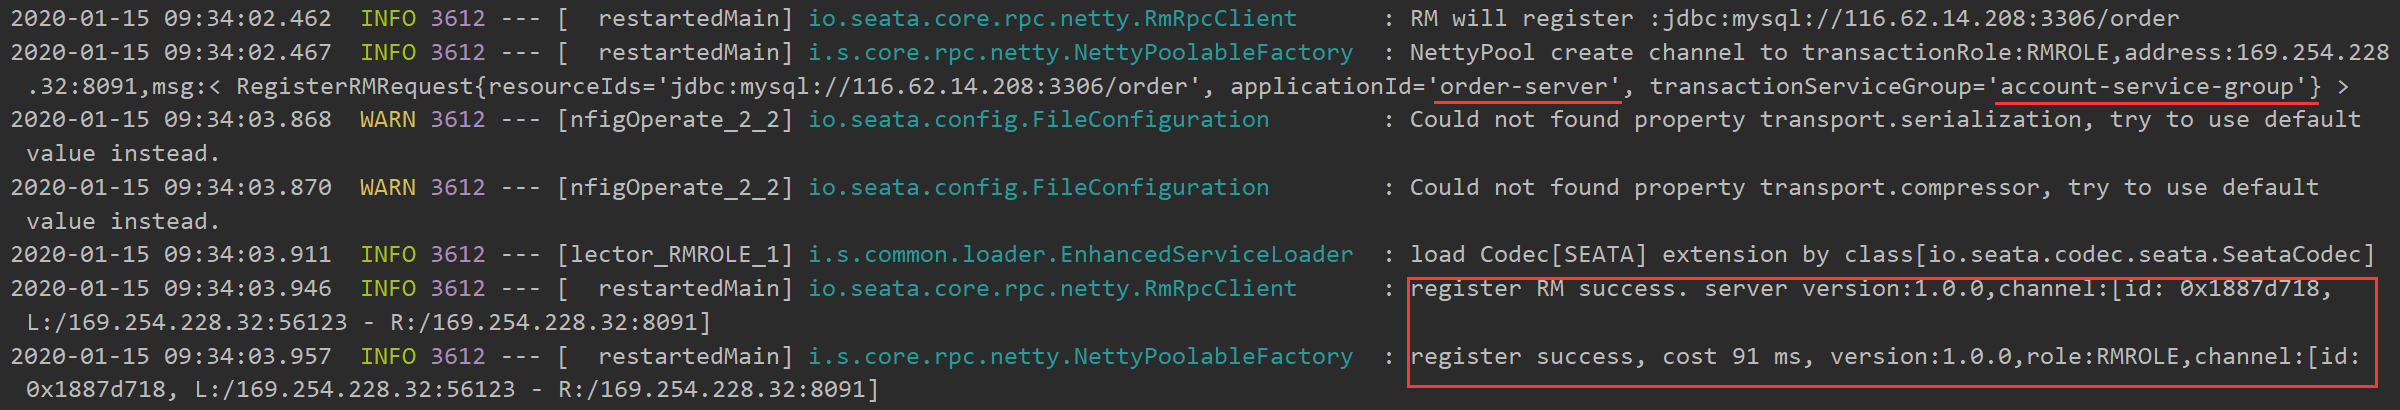 2020-01-15 09:34:02.462  INFO 3612 --- [  restartedMain] io.seata.core.rpc.netty.RmRpcClient      : RM will register :jdbc:mysql://116.62.14.208:3306/order
2020-01-15 09:34:02.467  INFO 3612 --- [  restartedMain] i.s.core.rpc.netty.NettyPoolableFactory  : NettyPool create channel to transactionRole:RMROLE,address:169.254.228
.32:8091,msg:< RegisterRMRequest{resourceIds='jdbc:mysql://116.62.14.208:3306/order', applicationId='order-server', transactionServiceGroup='account-service-group'} >
2020-01-15 09:34:03.868  WARN 3612 --- [nfigOperate_2_2] io.seata.config.FileConfiguration        : Could not found property transport.serialization, try to use default
value instead.
2020-01-15 09:34:03.870  WARN 3612 --- [nfigOperate_2_2] io.seata.config.FileConfiguration        : Could not found property transport.compressor, try to use default
value instead.
2020-01-15 09:34:03.911  INFO 3612 --- [lector_RMROLE_1] i.s.common.loader.EnhancedServiceLoader  : load Codec[SEATA] extension by class[io.seata.codec.seata.SeataCodec]
2020-01-15 09:34:03.946  INFO 3612 --- [  restartedMain] io.seata.core.rpc.netty.RmRpcClient      : register RM success. server version:1.0.0,channel:[id: 0x1887d718,
L:/169.254.228.32:56123 - R:/169.254.228.32:8091]
2020-01-15 09:34:03.957  INFO 3612 --- [  restartedMain] i.s.core.rpc.netty.NettyPoolableFactory  : register success, cost 91 ms, version:1.0.0,role:RMROLE,channel:[id:
0x1887d718, L:/169.254.228.32:56123 - R:/169.254.228.32:8091]